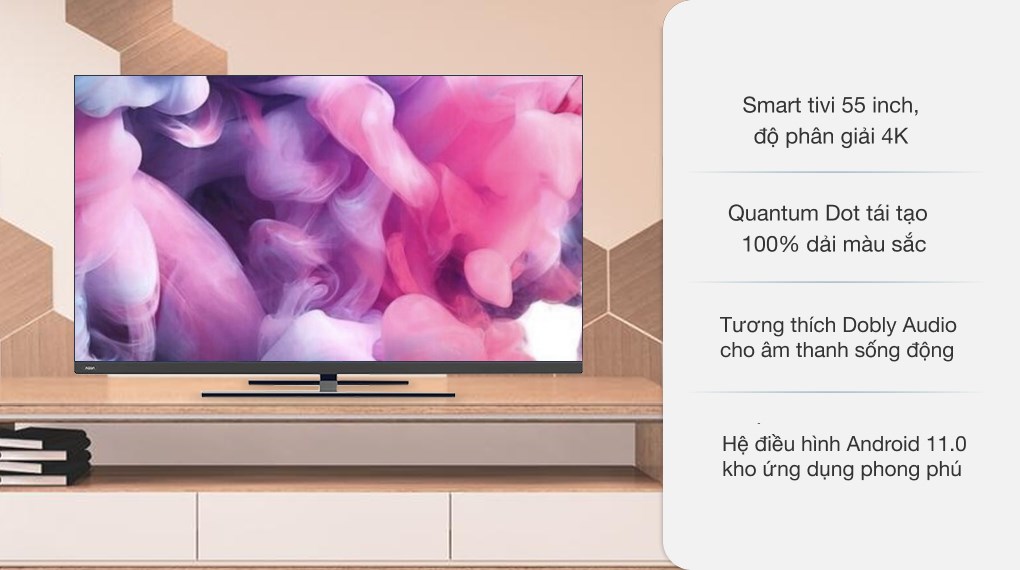 Smart tivi 55 inch,
độ phân giải 4K
Quantum Dot tái tạo
100% dải màu sắc
Tương thích Dobly Audio
cho âm thanh sống động
Hệ điều hình Android 11.0
kho ứng dụng phong phú